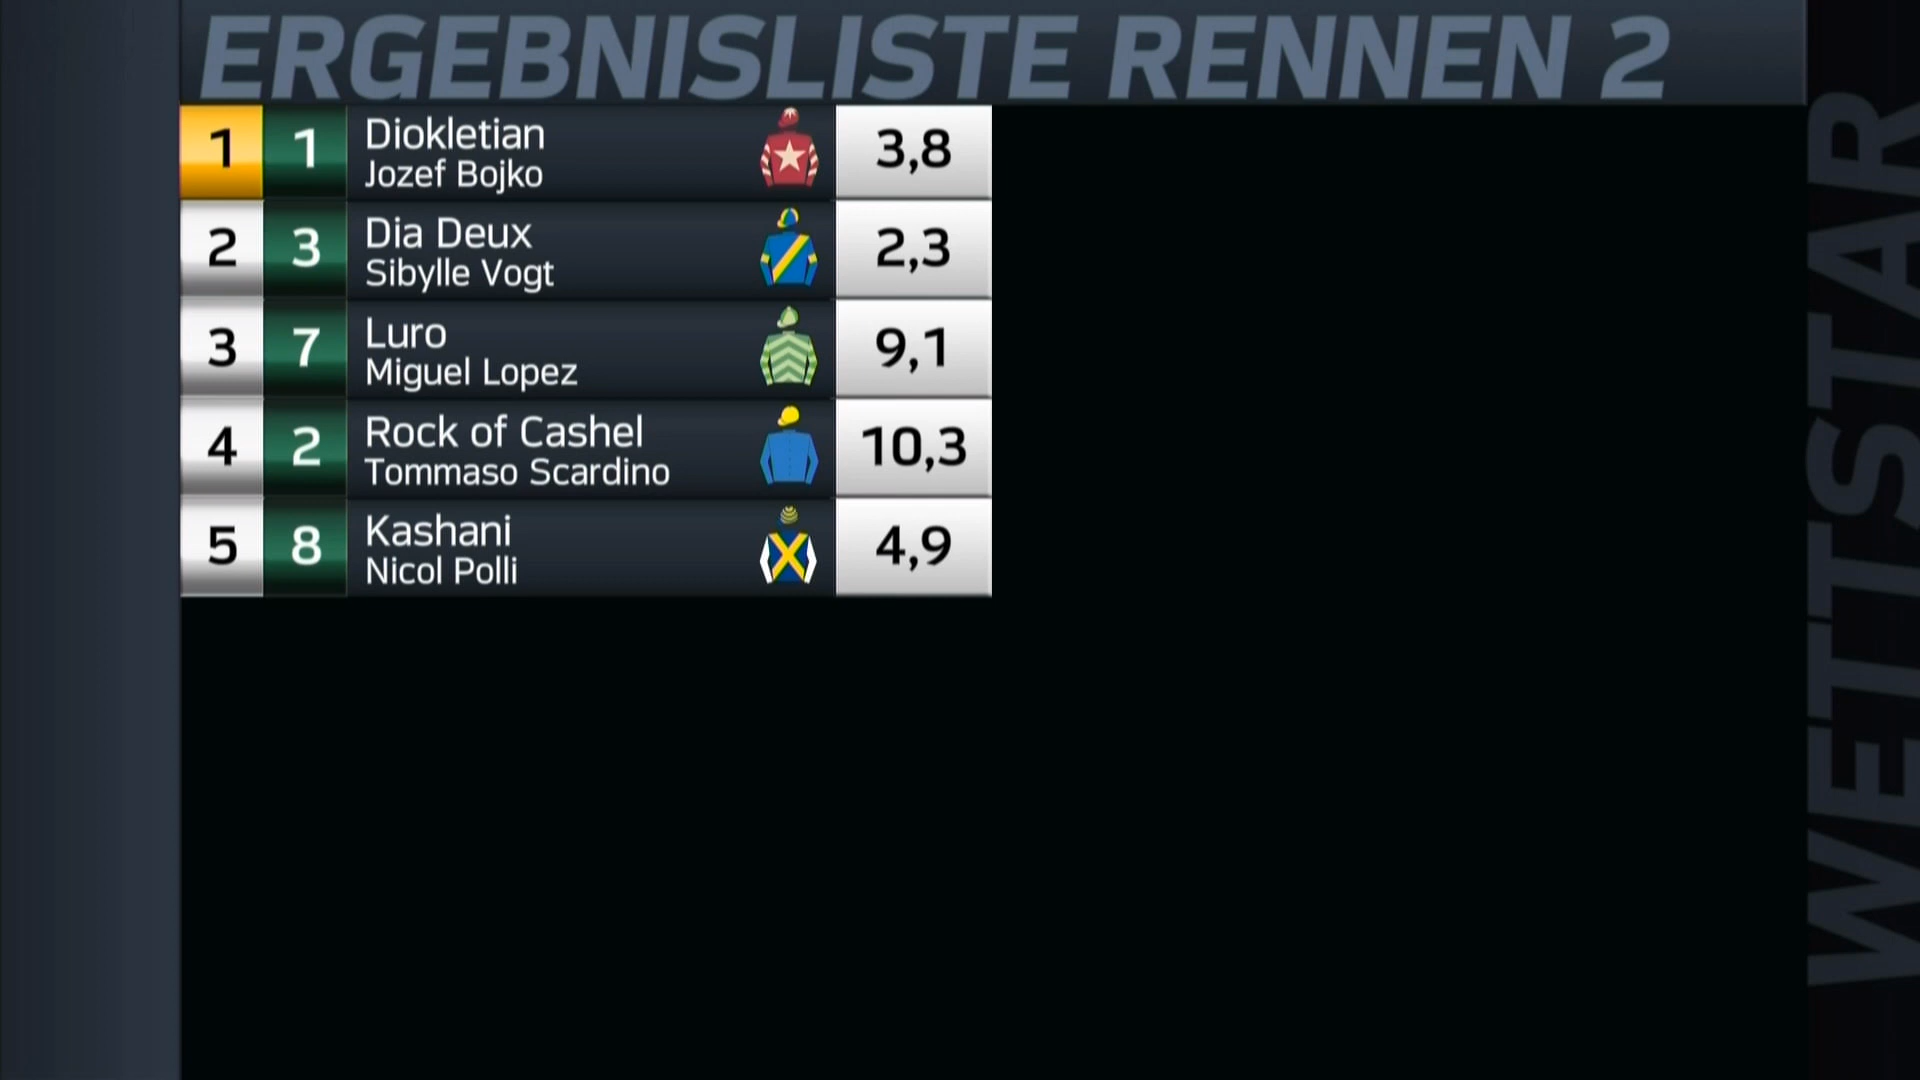 ERGEBNISLISTE RENNEN 2
1 1 Diokletian 3,8
Jozef Bojko
2 3 Dia Deux 2,3
Sibylle Vogt
3 7 Luro 9,1
Miguel Lopez
4 2 Rock of Cashel 10,3
Tommaso Scardino
5 8 Kashani 4,9
Nicol Polli
WETTSTAR